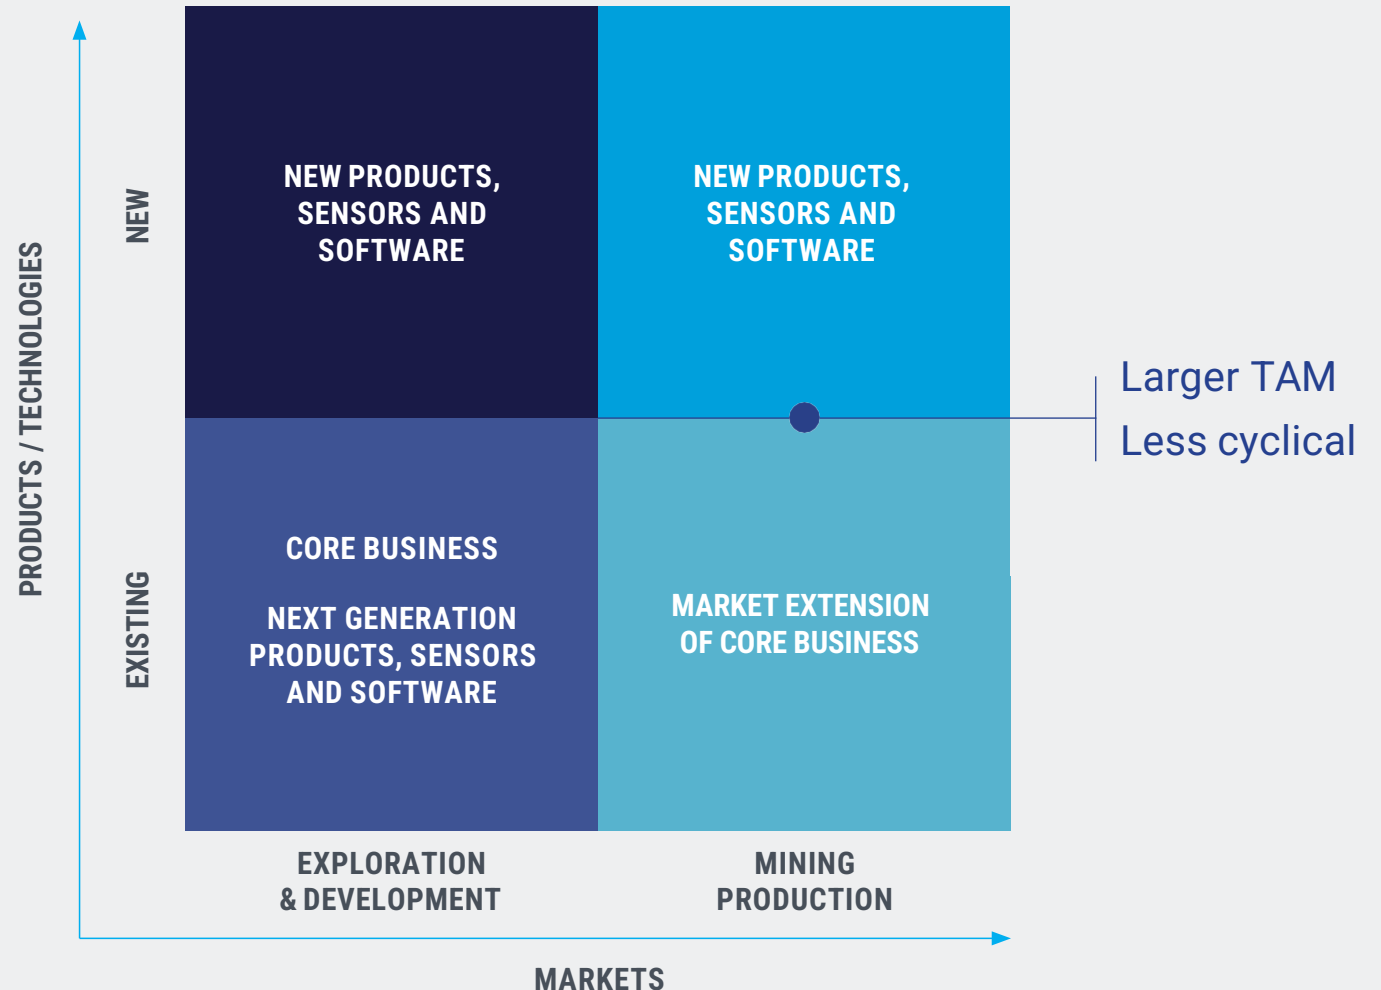 PRODUCTS / TECHNOLOGIES
NEW
EXISTING
NEW PRODUCTS,
SENSORS AND
SOFTWARE
NEW PRODUCTS,
SENSORS AND
SOFTWARE
Larger TAM
Less cyclical
CORE BUSINESS
NEXT GENERATION
PRODUCTS, SENSORS
AND SOFTWARE
MARKET EXTENSION
OF CORE BUSINESS
EXPLORATION
& DEVELOPMENT
MINING
PRODUCTION
MARKETS